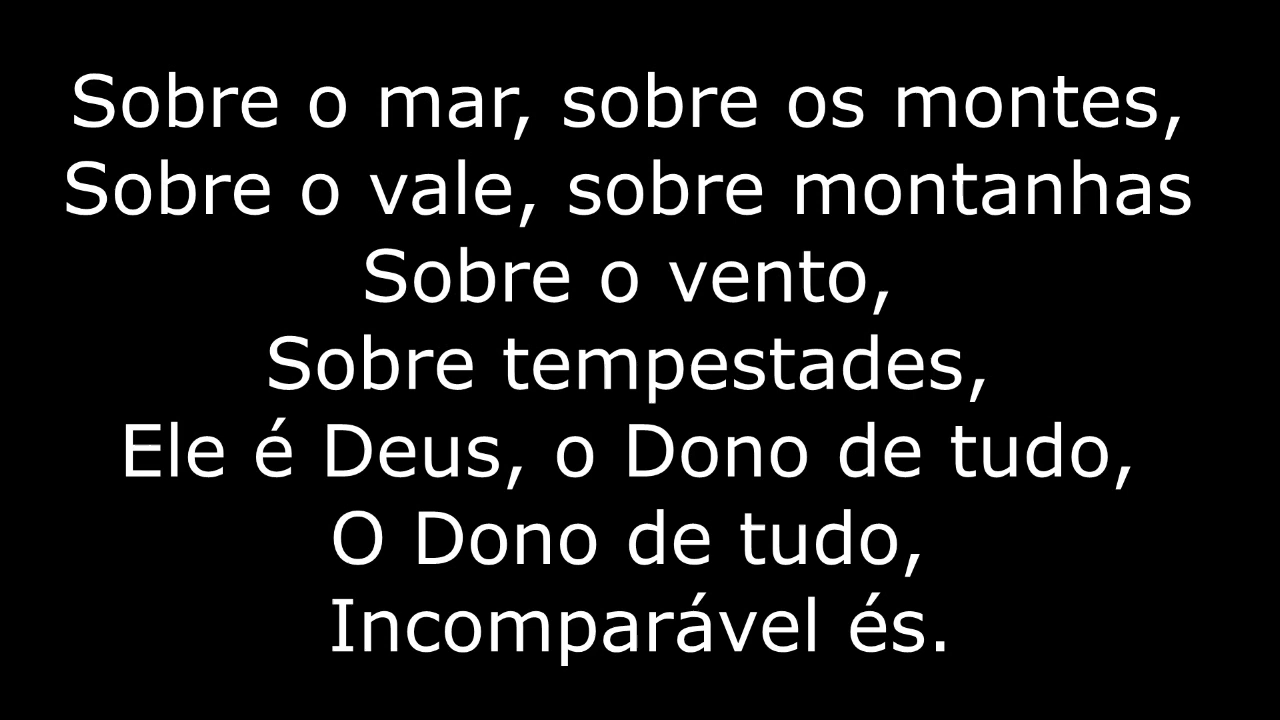 Sobre o mar, sobre os montes,
Sobre o vale, sobre montanhas
Sobre o vento,
Sobre tempestades,
Ele é Deus, o Dono de tudo,
O Dono de tudo,
Incomparável és.